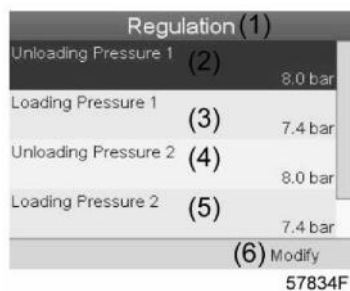 Regulation (1)
Unloading Pressure 1 (2)
8.0 bar
Loading Pressure 1 (3)
7.4 bar
Unloading Pressure 2 (4)
8.0 bar
Loading Pressure 2 (5)
7.4 bar
(6) Modify
57834F